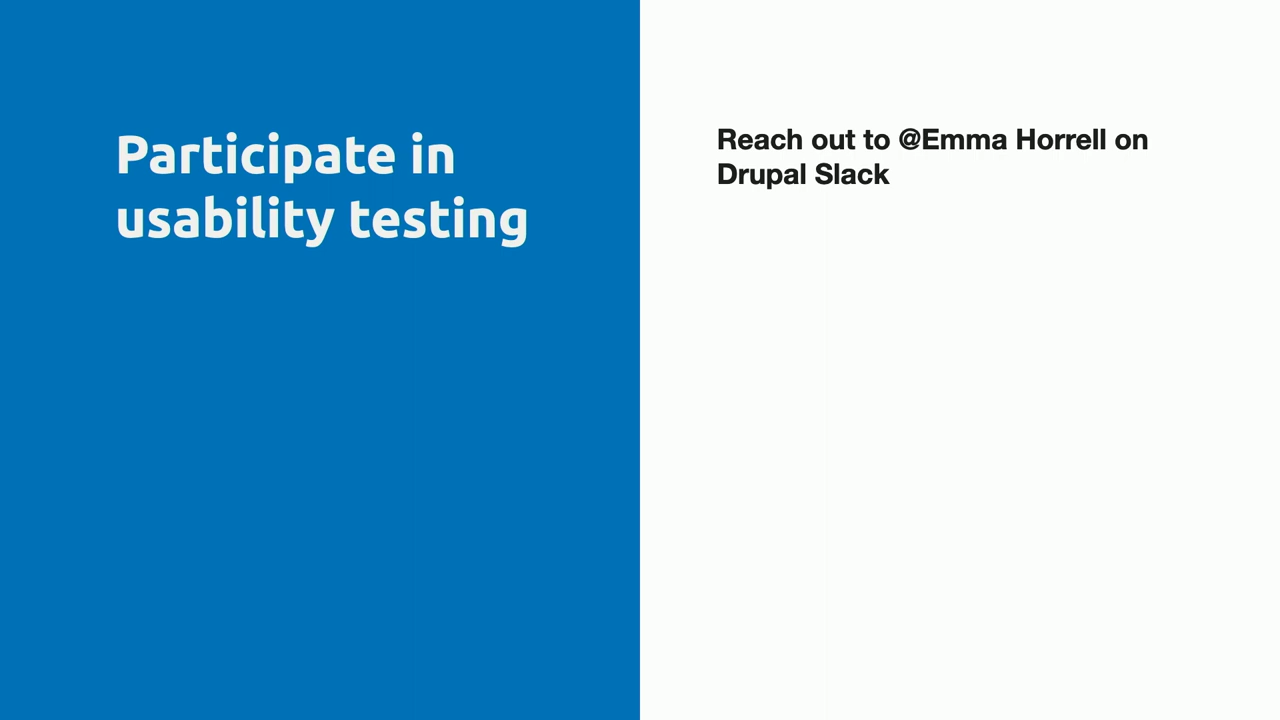 Participate in
usability testing
Reach out to @Emma Horrell on
Drupal Slack